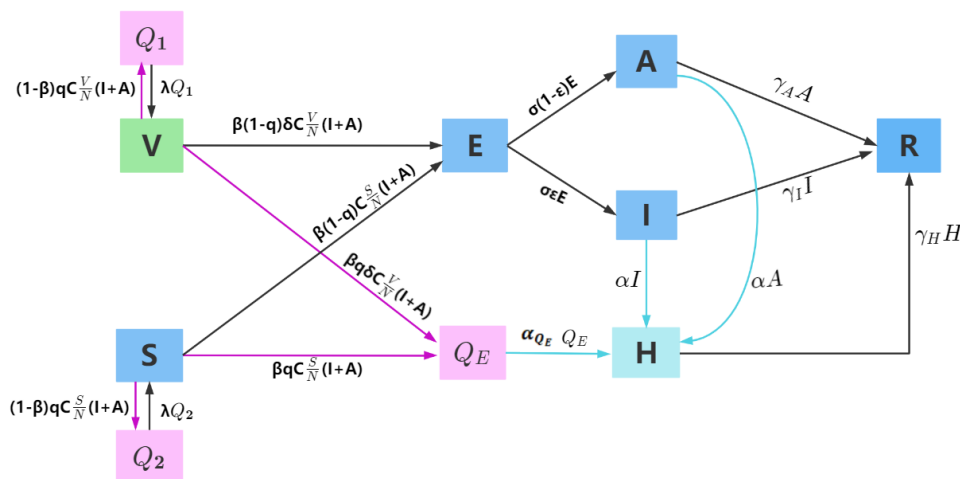 Q₁
(1-β)qC V/N (I+A)
λQ₁
V
β(1-q)δC V/N (I+A)
E
σ(1-ε)E
A
γ_A A
R
σεE
I
γ_I I
β(1-q)C S/N (I+A)
βqδC V/N (I+A)
αI
αA
γ_H H
S
βqC S/N (I+A)
Q_E
α_{Q_E} Q_E
H
(1-β)qC S/N (I+A)
λQ₂
Q₂